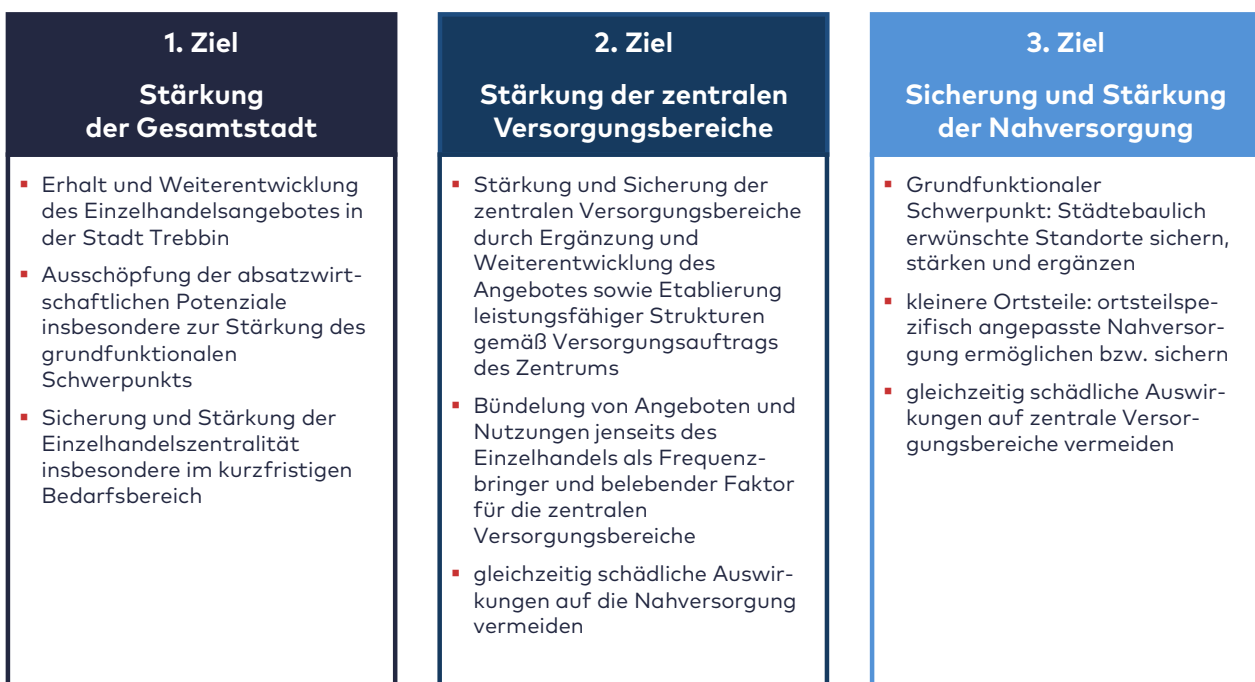 1. Ziel
Stärkung
der Gesamtstadt
▪ Erhalt und Weiterentwicklung
des Einzelhandelsangebotes in
der Stadt Trebbin
▪ Ausschöpfung der absatzwirt-
schaftlichen Potenziale
insbesondere zur Stärkung des
grundfunktionalen
Schwerpunkts
▪ Sicherung und Stärkung der
Einzelhandelszentralität
insbesondere im kurzfristigen
Bedarfsbereich
2. Ziel
Stärkung der zentralen
Versorgungsbereiche
▪ Stärkung und Sicherung der
zentralen Versorgungsbereiche
durch Ergänzung und
Weiterentwicklung des
Angebotes sowie Etablierung
leistungsfähiger Strukturen
gemäß Versorgungsauftrags
des Zentrums
▪ Bündelung von Angeboten und
Nutzungen jenseits des
Einzelhandels als Frequenz-
bringer und belebender Faktor
für die zentralen
Versorgungsbereiche
▪ gleichzeitig schädliche Auswir-
kungen auf die Nahversorgung
vermeiden
3. Ziel
Sicherung und Stärkung
der Nahversorgung
▪ Grundfunktionaler
Schwerpunkt: Städtebaulich
erwünschte Standorte sichern,
stärken und ergänzen
▪ kleinere Ortsteile: ortsteilspe-
zifisch angepasste Nahversor-
gung ermöglichen bzw. sichern
▪ gleichzeitig schädliche Auswir-
kungen auf zentrale Versor-
gungsbereiche vermeiden